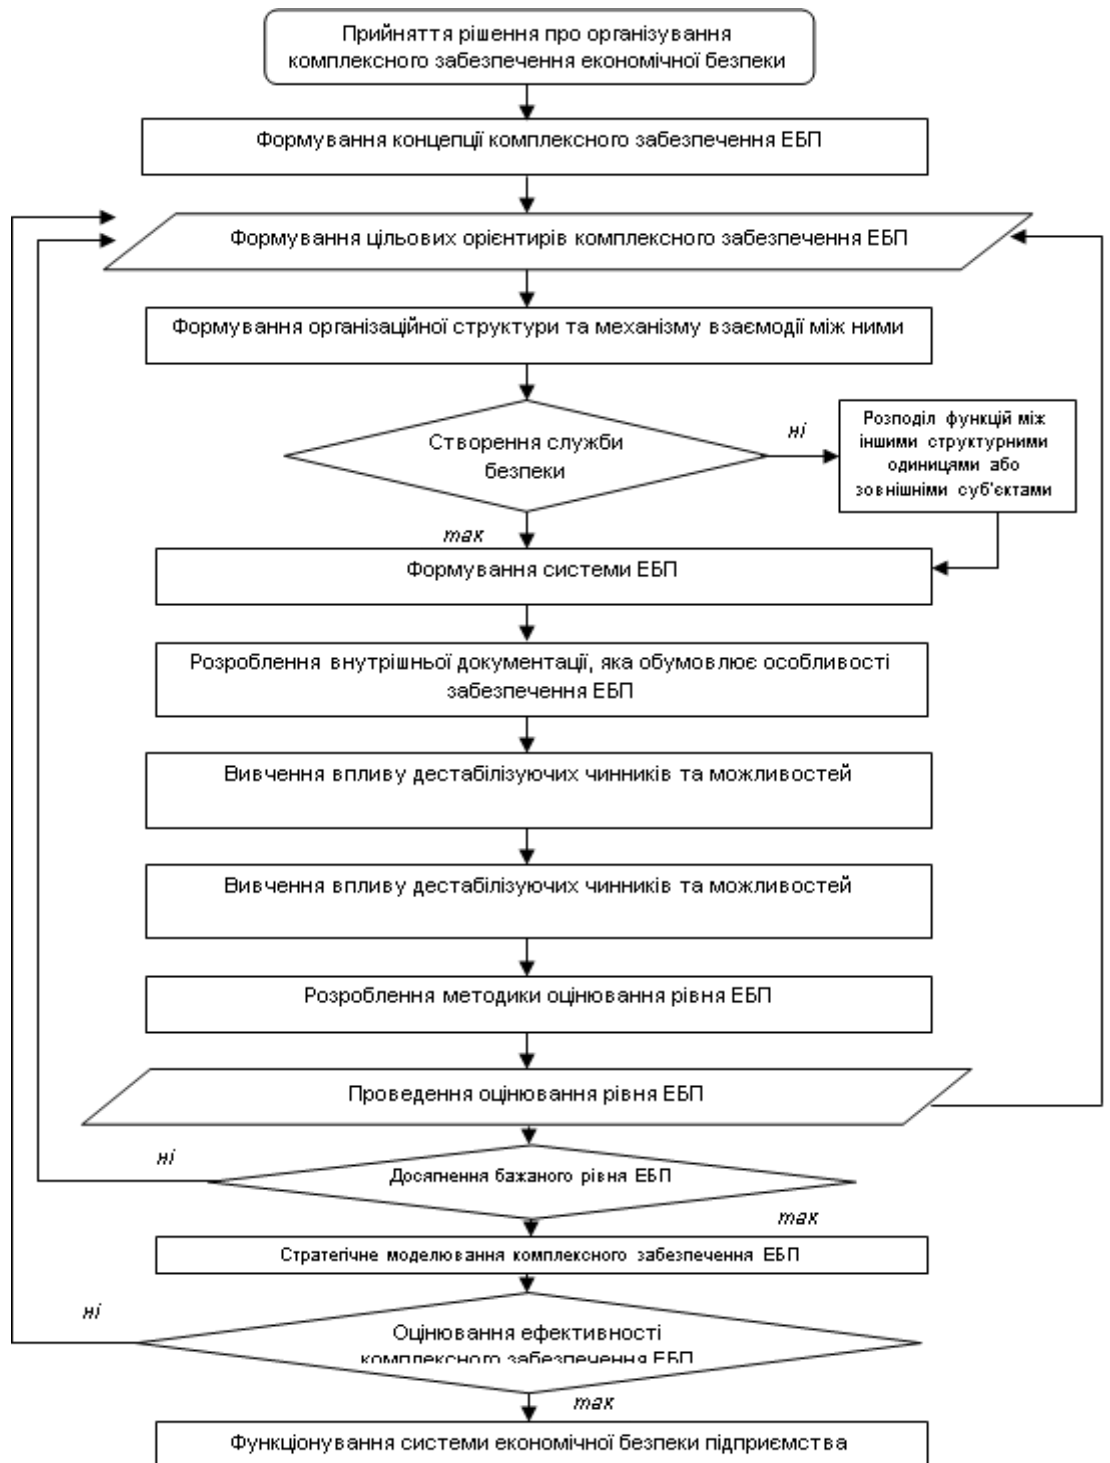 Прийняття рішення про організування
комплексного забезпечення економічної безпеки
Формування концепції комплексного забезпечення ЕБП
Формування цільових орієнтирів комплексного забезпечення ЕБП
Формування організаційної структури та механізму взаємодії між ними
Створення служби
безпеки
ні
Розподіл функцій між
іншими структурними
одиницями або
зовнішніми суб'єктами
так
Формування системи ЕБП
Розроблення внутрішньої документації, яка обумовлює особливості
забезпечення ЕБП
Вивчення впливу дестабілізуючих чинників та можливостей
Вивчення впливу дестабілізуючих чинників та можливостей
Розроблення методики оцінювання рівня ЕБП
Проведення оцінювання рівня ЕБП
ні
Досягнення бажаного рівня ЕБП
так
Стратегічне моделювання комплексного забезпечення ЕБП
ні
Оцінювання ефективності
комплексного забезпечення ЕБП
так
Функціонування системи економічної безпеки підприємства